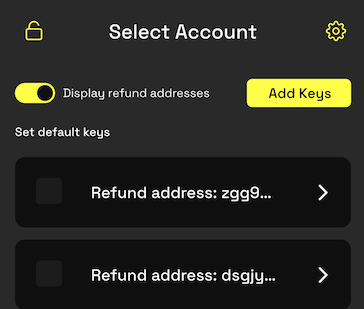 Select Account
Display refund addresses
Add Keys
Set default keys
Refund address: zgg9...
Refund address: dsgjy...